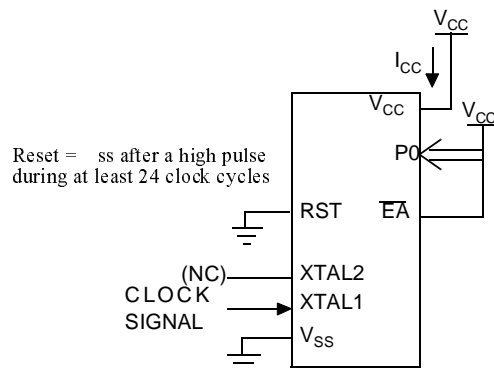 VCC
ICC
VCC
VCC
P0
Reset = ss after a high pulse
during at least 24 clock cycles
RST
EA
(NC)
XTAL2
CLOCK
SIGNAL
XTAL1
VSS